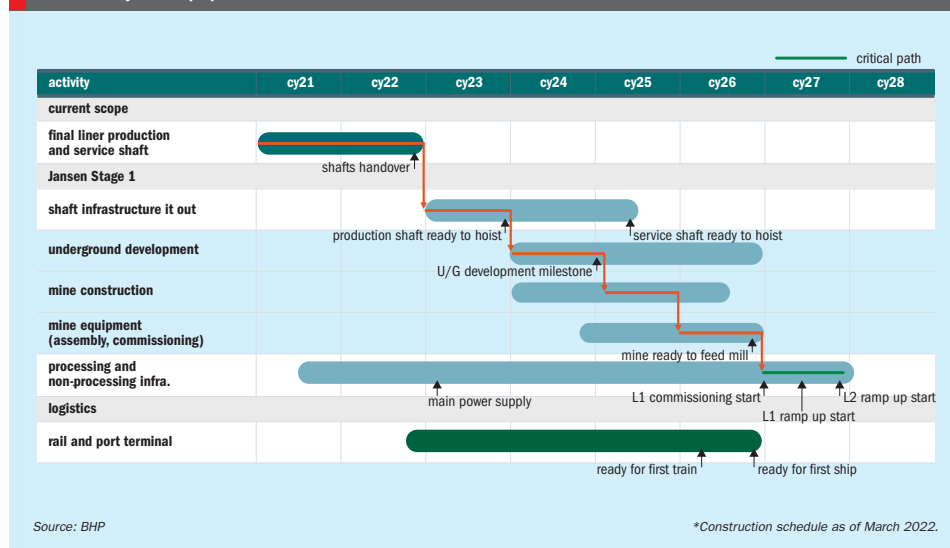 critical path
activity cy21 cy22 cy23 cy24 cy25 cy26 cy27 cy28
current scope
final liner production
and service shaft
shafts handover
Jansen Stage 1
shaft infrastructure it out
production shaft ready to hoist
service shaft ready to hoist
underground development
U/G development milestone
mine construction
mine equipment
(assembly, commissioning)
mine ready to feed mill
processing and
non-processing infra.
main power supply
L1 commissioning start
L2 ramp up start
L1 ramp up start
logistics
rail and port terminal
ready for first train
ready for first ship
Source: BHP
*Construction schedule as of March 2022.